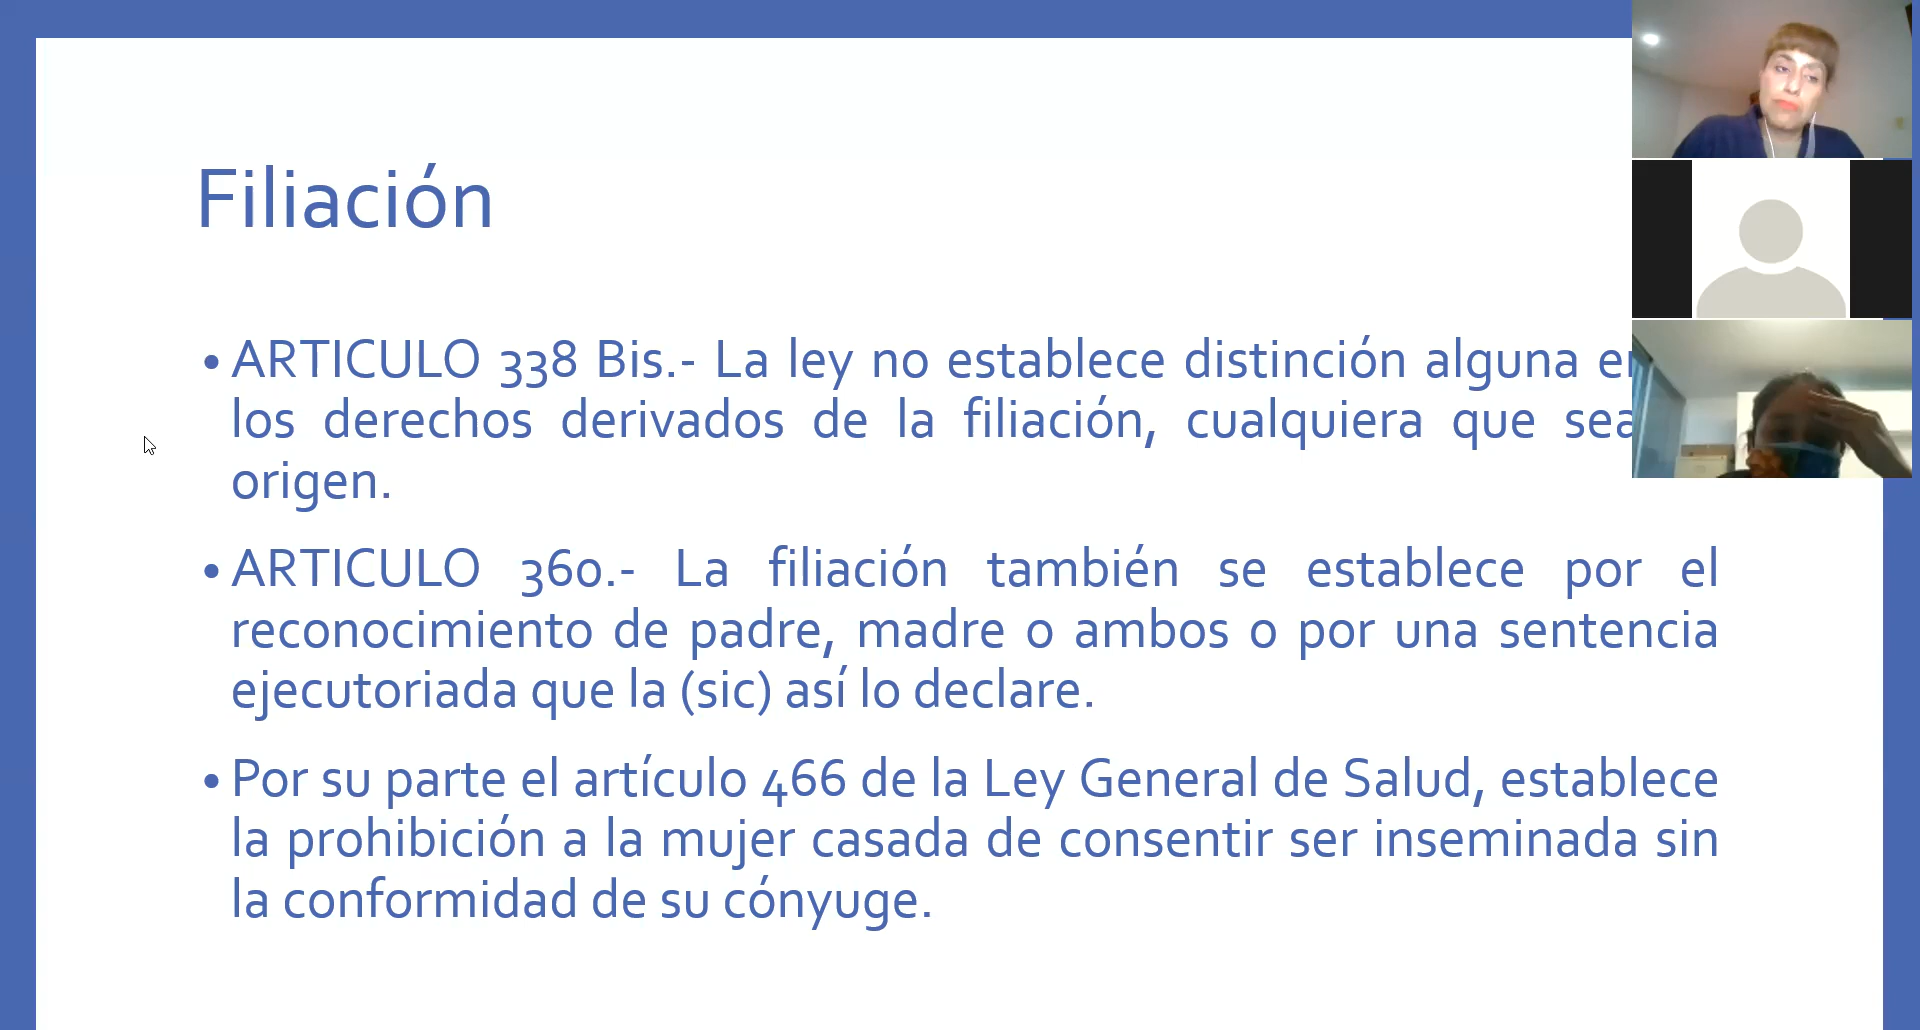 Filiación
• ARTICULO 338 Bis.- La ley no establece distinción alguna
los derechos derivados de la filiación, cualquiera que
origen.
• ARTICULO 360.- La filiación también se establece por el
reconocimiento de padre, madre o ambos o por una sentencia
ejecutoriada que la (sic) así lo declare.
• Por su parte el artículo 466 de la Ley General de Salud, establece
la prohibición a la mujer casada de consentir ser inseminada sin
la conformidad de su cónyuge.